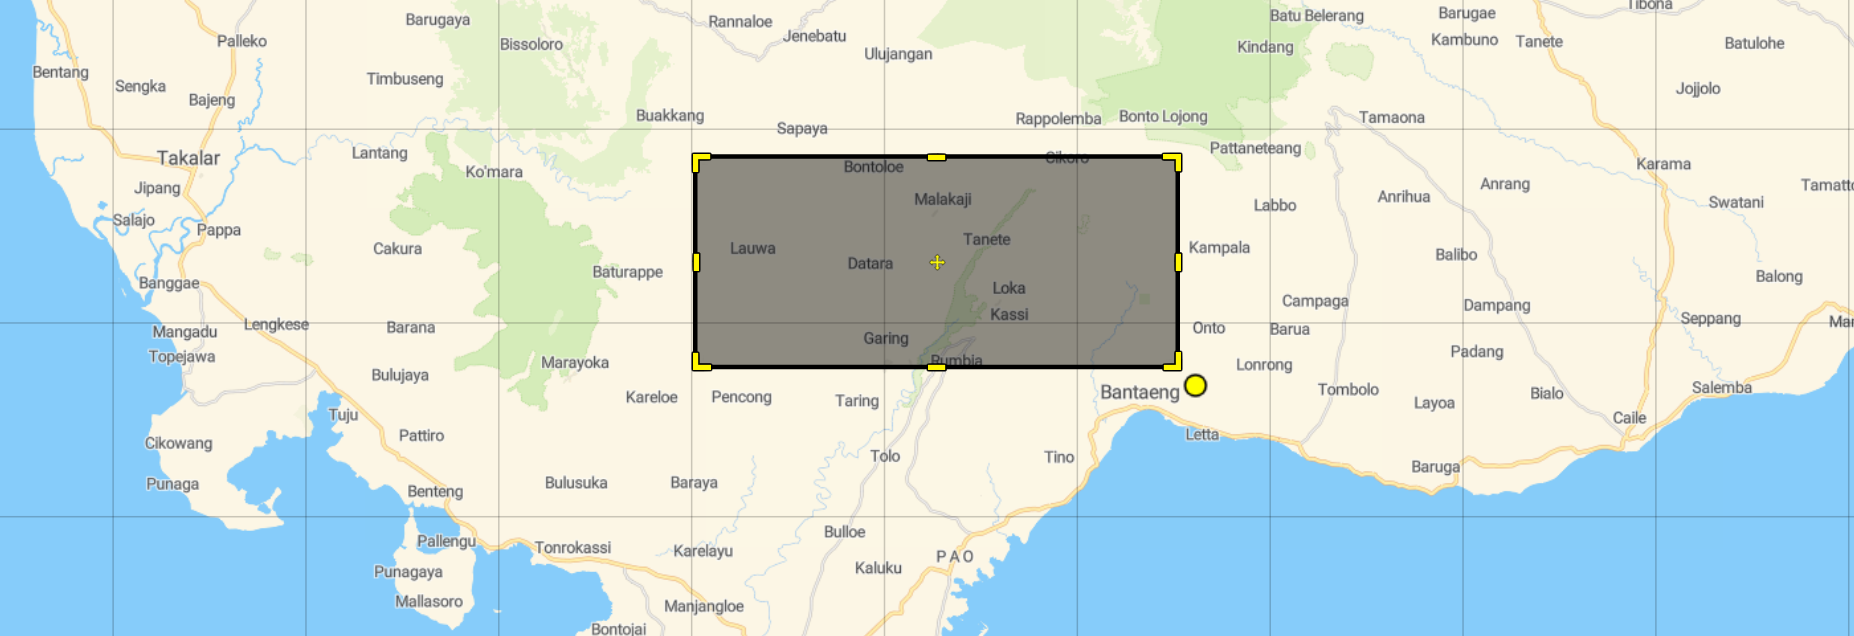 Barugaya
Rannaloe
Jenebatu
Batu Belerang
Barugae
Tibona
Palleko
Bissoloro
Ulujangan
Kindang
Kambuno
Tanete
Batulohe
Bentang
Sengka
Bajeng
Timbuseng
Jojjolo
Buakkang
Sapaya
Rappolemba
Bonto Lojong
Tamaona
Takalar
Lantang
Ko'mara
Bontoloe
Cikoro
Pattaneteang
Karama
Jipang
Malakaji
Labbo
Anrihua
Anrang
Swatani
Salajo
Pappa
Cakura
Baturappe
Lauwa
Datara
Tanete
Kampala
Balibo
Balong
Banggae
Loka
Kassi
Campaga
Dampang
Seppang
Mangadu
Lengkese
Barana
Garing
Onto
Barua
Topejawa
Marayoka
Rumbia
Lonrong
Padang
Bulujaya
Kareloe
Pencong
Taring
Bantaeng
Tombolo
Layoa
Bialo
Salemba
Tuju
Cikowang
Pattiro
Letta
Caile
Tolo
Tino
Baruga
Punaga
Benteng
Bulusuka
Baraya
Pallengu
Tonrokassi
Karelayu
Bulloe
PAO
Punagaya
Kaluku
Mallasoro
Manjangloe
Bontojai